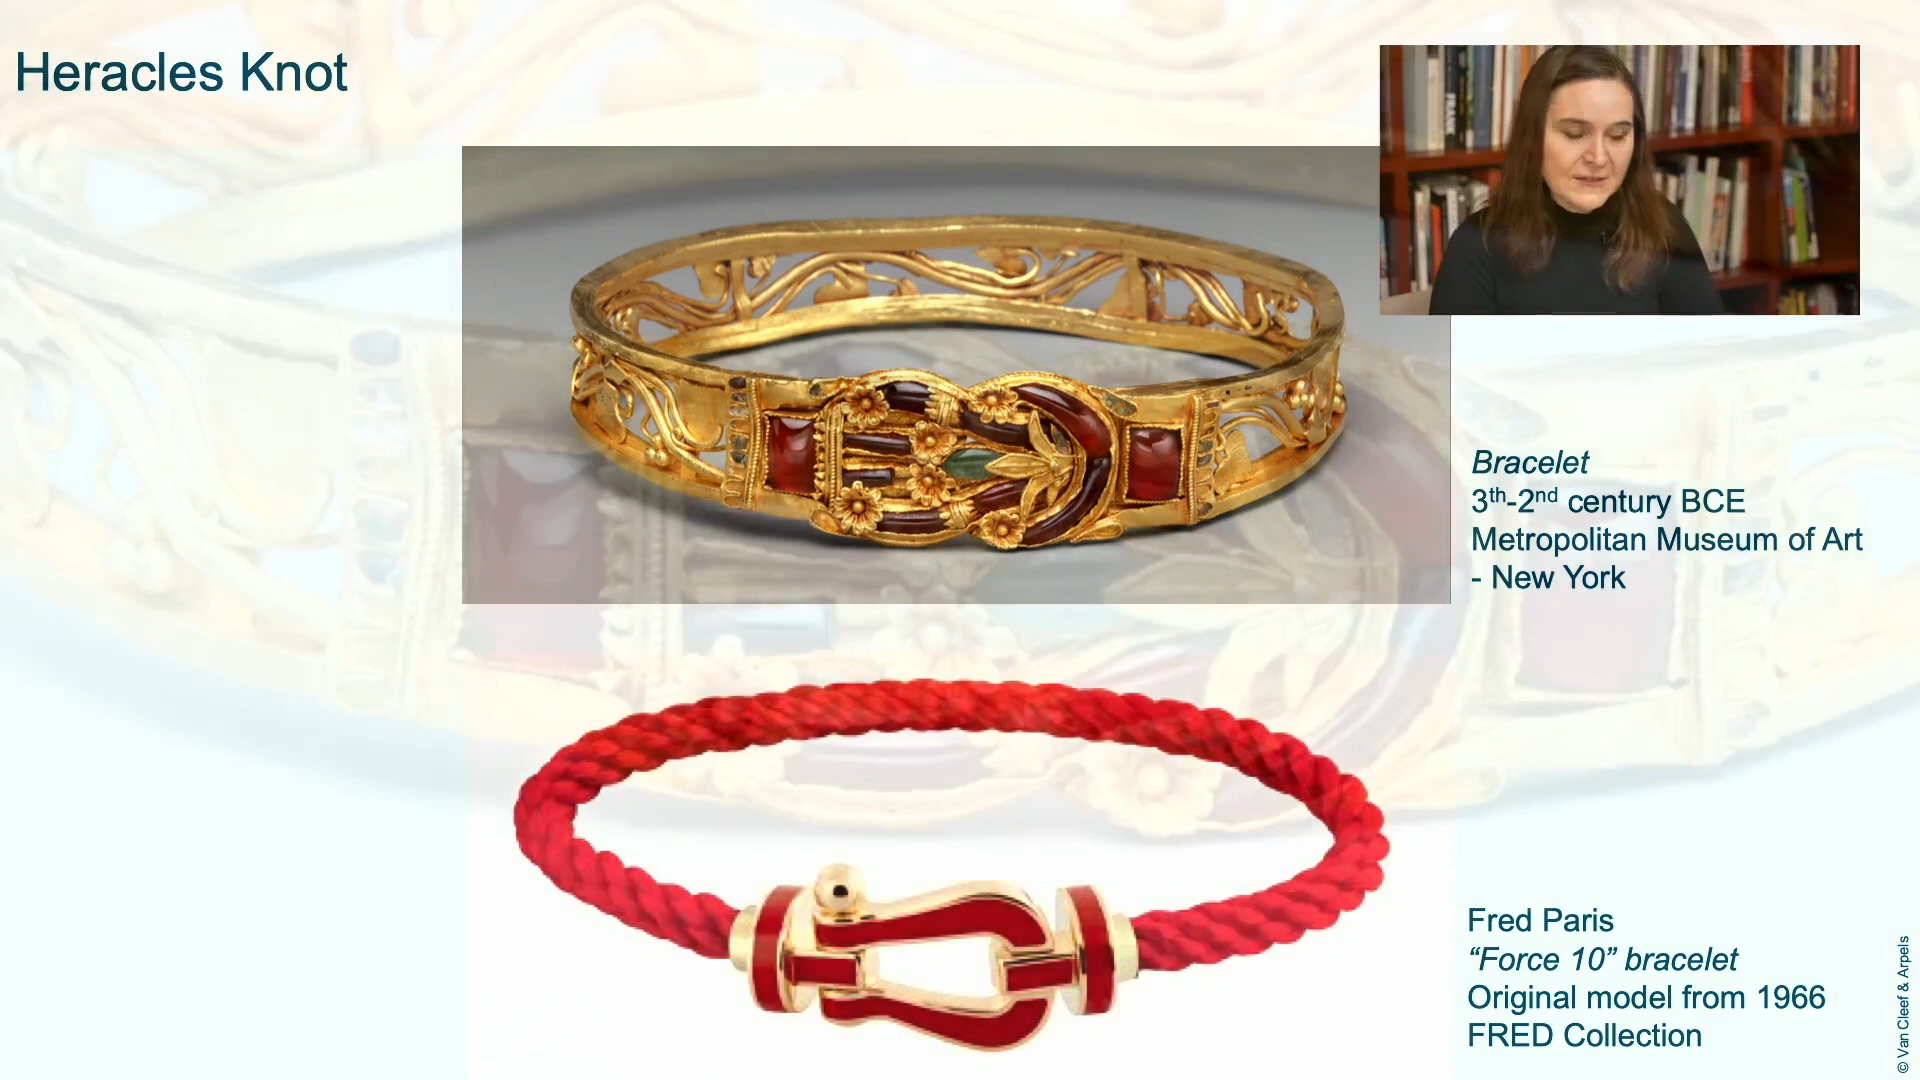 Heracles Knot
FRANK
Bracelet
3th-2nd century BCE
Metropolitan Museum of Art
- New York
Fred Paris
“Force 10” bracelet
Original model from 1966
FRED Collection
© Van Cleef & Arpels